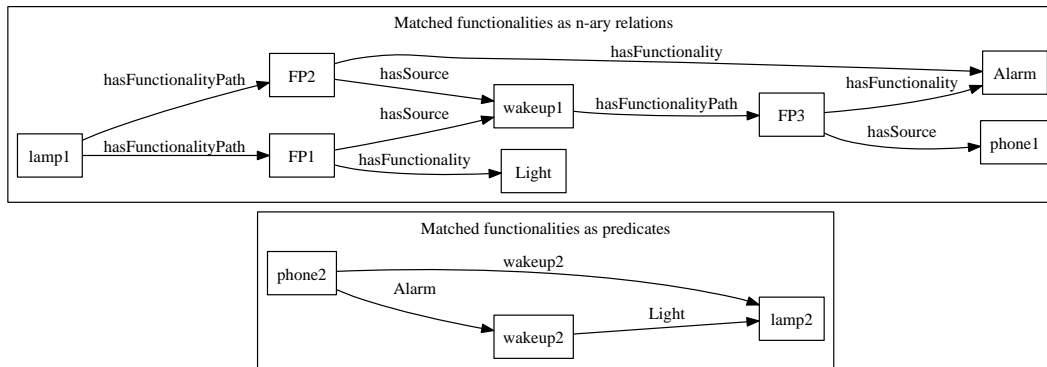 Matched functionalities as n-ary relations
hasFunctionality
Alarm
FP2
hasSource
hasFunctionalityPath
hasFunctionality
wakeup1
hasFunctionalityPath
FP3
hasSource
hasSource
phone1
lamp1
hasFunctionalityPath
FP1
hasFunctionality
Light
Matched functionalities as predicates
phone2
wakeup2
Alarm
Light
lamp2
wakeup2